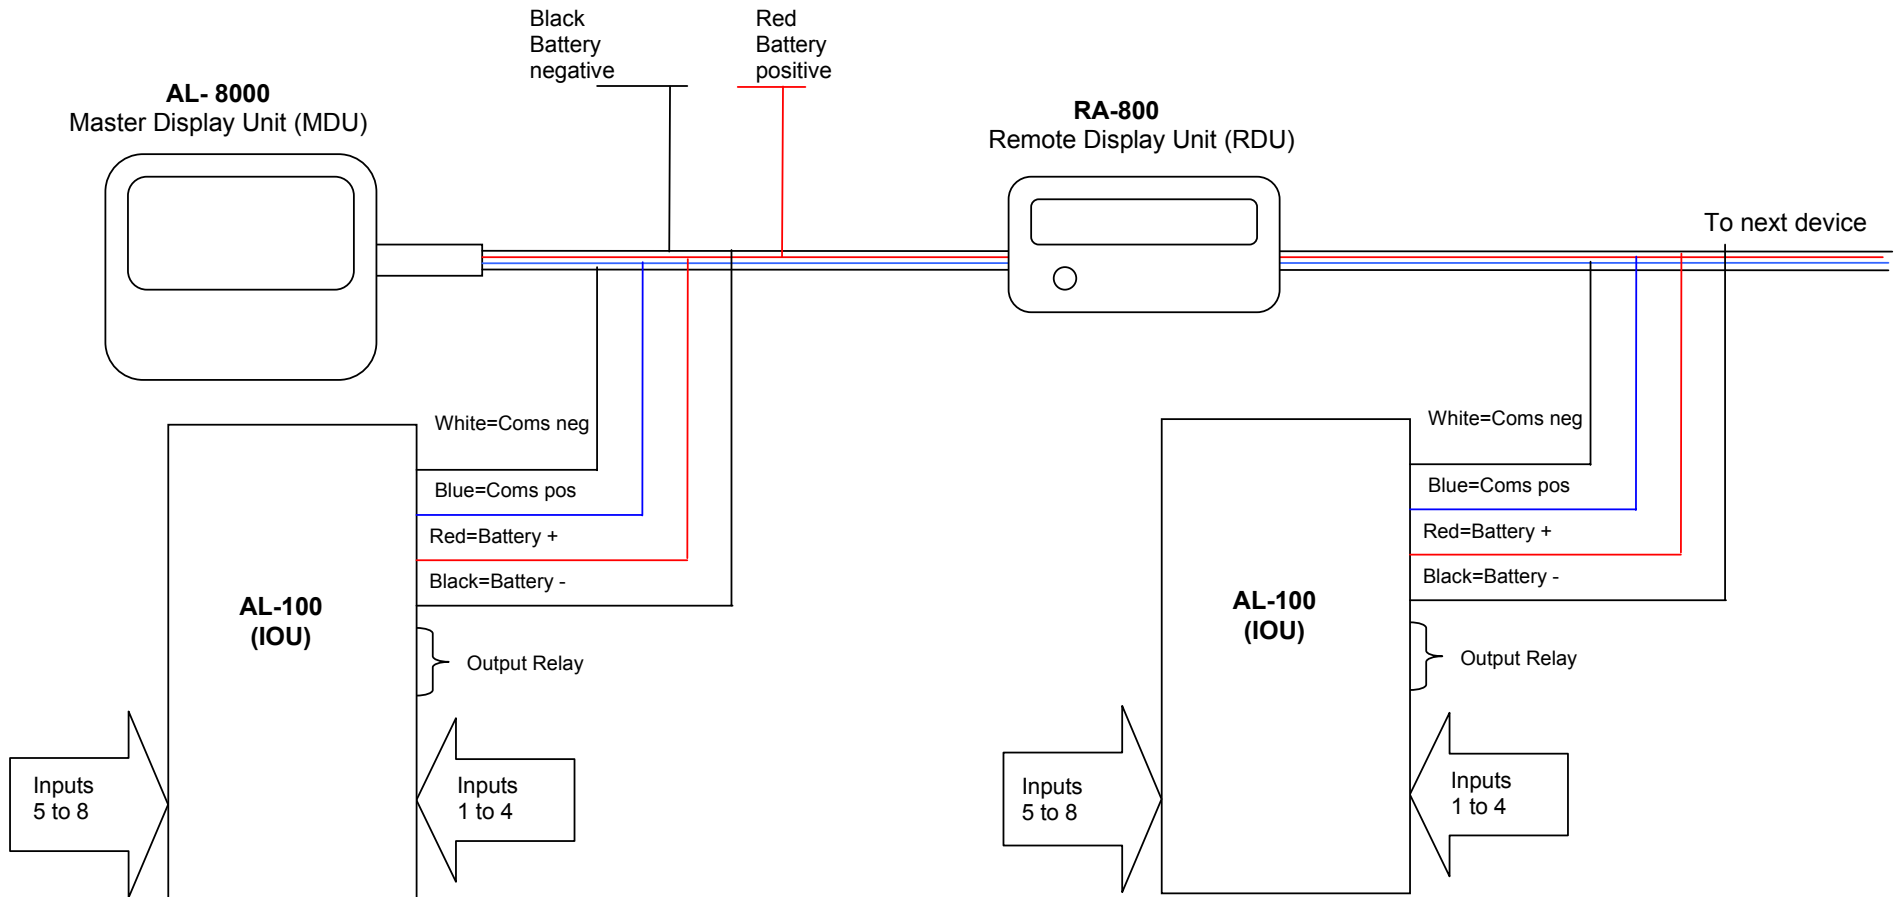 Black
Battery
negative
Red
Battery
positive
AL- 8000
Master Display Unit (MDU)
RA-800
Remote Display Unit (RDU)
To next device
White=Coms neg
Blue=Coms pos
Red=Battery +
Black=Battery -
AL-100
(IOU)
Output Relay
Inputs
5 to 8
Inputs
1 to 4
White=Coms neg
Blue=Coms pos
Red=Battery +
Black=Battery -
AL-100
(IOU)
Output Relay
Inputs
5 to 8
Inputs
1 to 4